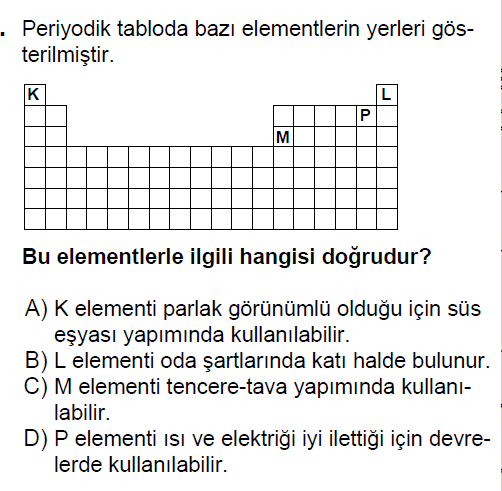 . Periyodik tabloda bazı elementlerin yerleri gös-
terilmiştir.
K L
P
M
Bu elementlerle ilgili hangisi doğrudur?
A) K elementi parlak görünümlü olduğu için süs
eşyası yapımında kullanılabilir.
B) L elementi oda şartlarında katı halde bulunur.
C) M elementi tencere-tava yapımında kullanı-
labilir.
D) P elementi ısı ve elektriği iyi ilettiği için devre-
lerde kullanılabilir.